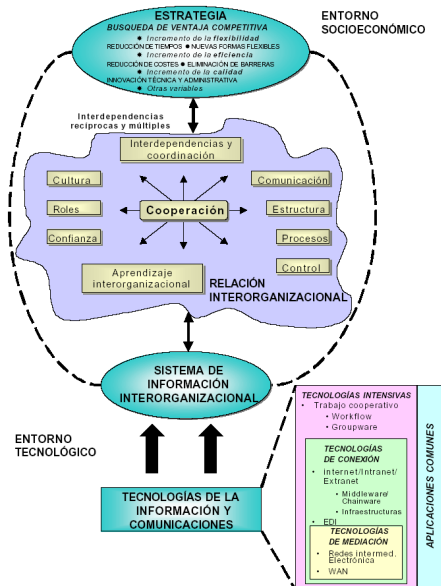 ESTRATEGIA
BUSQUEDA DE VENTAJA COMPETITIVA
• Incremento de la flexibilidad
REDUCCIÓN DE TIEMPOS • NUEVAS FORMAS FLEXIBLES
• Incremento de la eficiencia
REDUCCIÓN DE COSTES • ELIMINACIÓN DE BARRERAS
• Incremento de la calidad
INNOVACIÓN TÉCNICA Y ADMINISTRATIVA
• Otras variables
ENTORNO
SOCIOECONÓMICO
Interdependencias
recíprocas y múltiples
Interdependencias y
coordinación
Cultura
Roles
Confianza
Cooperación
Comunicación
Estructura
Procesos
Control
Aprendizaje
interorganizacional
RELACIÓN
INTERORGANIZACIONAL
SISTEMA DE
INFORMACIÓN
INTERORGANIZACIONAL
ENTORNO
TECNOLÓGICO
TECNOLOGÍAS DE LA
INFORMACIÓN Y
COMUNICACIONES
TECNOLOGÍAS INTENSIVAS
• Trabajo cooperativo
• Workflow
• Groupware
TECNOLOGÍAS
DE CONEXIÓN
• Internet/Intranet/
Extranet
• Middleware/
Chainware
• Infraestructuras
• EDI
TECNOLOGÍAS
DE MEDIACIÓN
• Redes intermed.
Electrónica
• WAN
APLICACIONES COMUNES